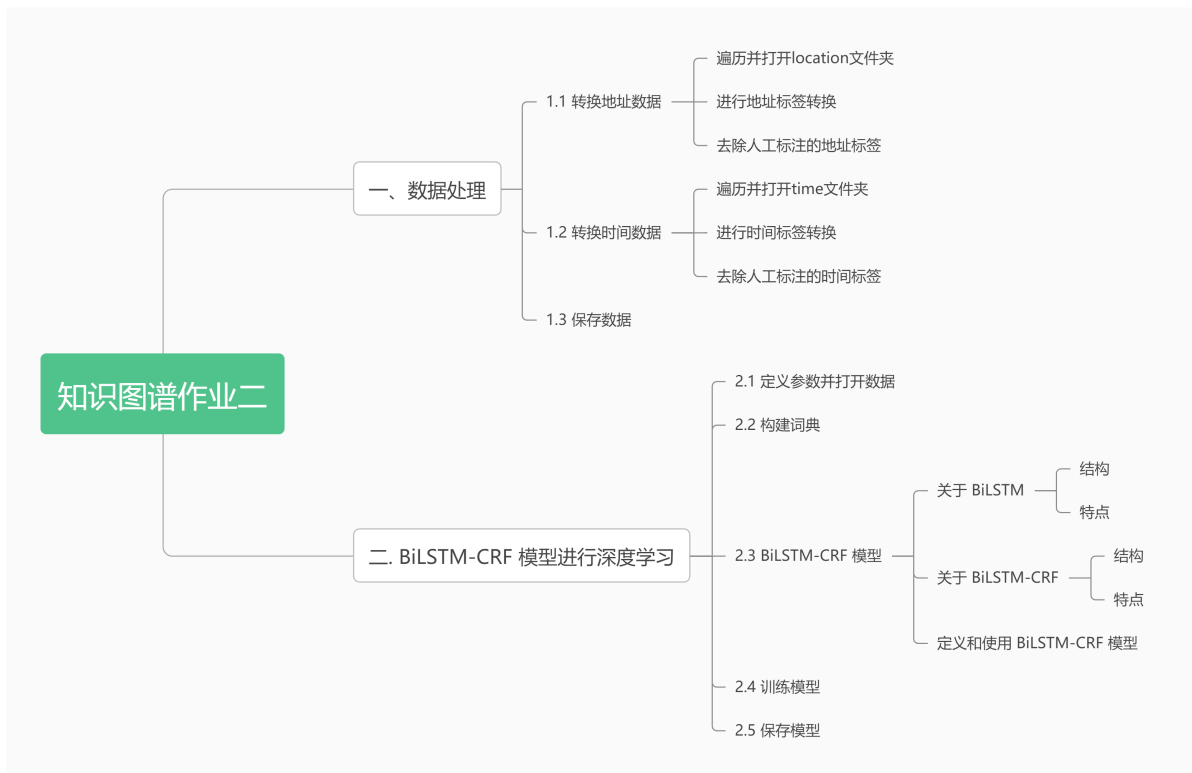 知识图谱作业二
一、数据处理
1.1 转换地址数据
遍历并打开location文件夹
进行地址标签转换
去除人工标注的地址标签
1.2 转换时间数据
遍历并打开time文件夹
进行时间标签转换
去除人工标注的时间标签
1.3 保存数据
二. BiLSTM-CRF 模型进行深度学习
2.1 定义参数并打开数据
2.2 构建词典
2.3 BiLSTM-CRF 模型
关于 BiLSTM
结构
特点
关于 BiLSTM-CRF
结构
特点
定义和使用 BiLSTM-CRF 模型
2.4 训练模型
2.5 保存模型